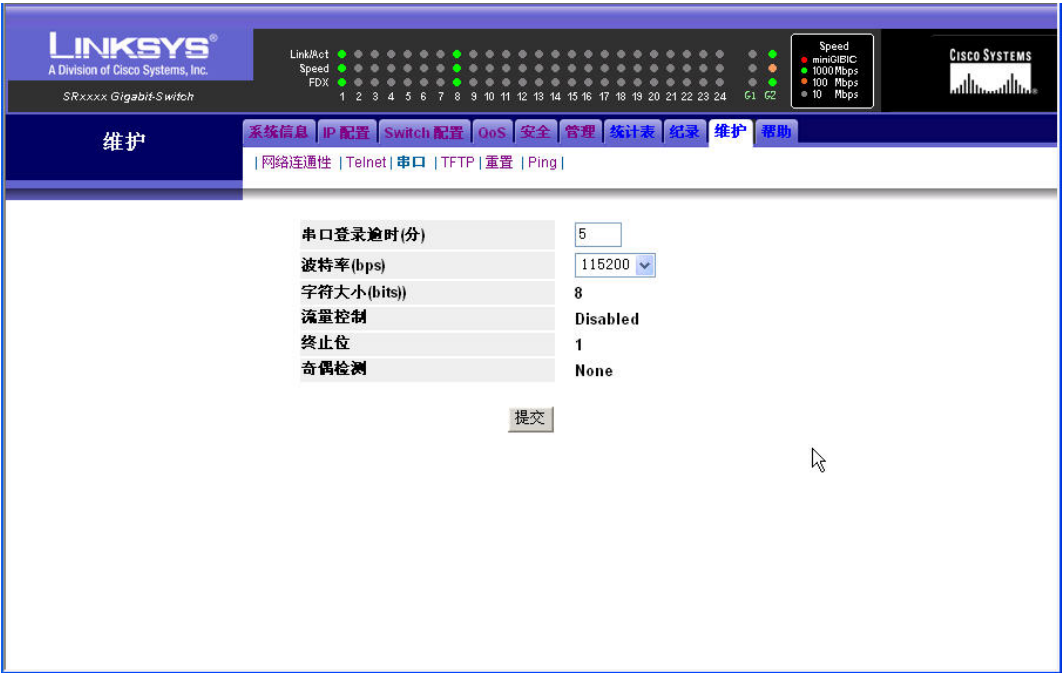 LINKSYS®
A Division of Cisco Systems, Inc.
SRxxxx Gigabit-Switch
Link/Act
Speed
FDX
1 2 3 4 5 6 7 8 9 10 11 12 13 14 15 16 17 18 19 20 21 22 23 24 G1 G2
Speed
miniGIBIC
1000Mbps
100 Mbps
10 Mbps
CISCO SYSTEMS
维护
系统信息 IP 配置 Switch 配置 QoS 安全 管理 统计表 纪录 维护 帮助
|网络连通性 |Telnet|串口 |TFTP|重置 |Ping|
串口登录逾时(分) 5
波特率(bps) 115200
字符大小(bits)) 8
流量控制 Disabled
终止位 1
奇偶检测 None
提交